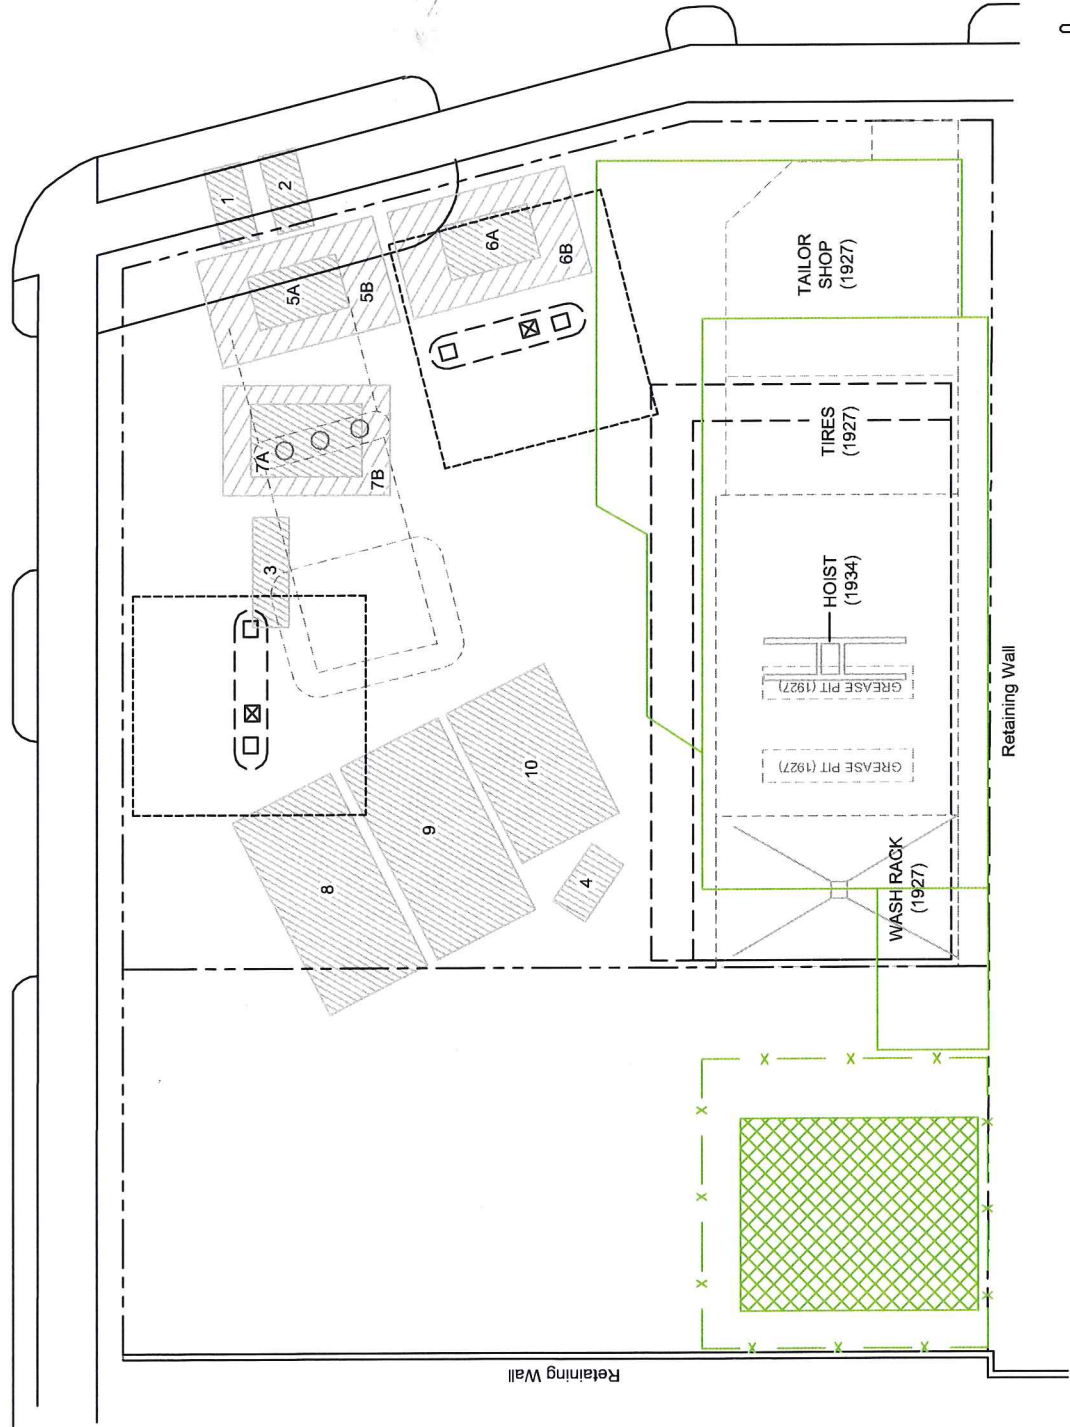 1
2
5A
5B
6A
6B
7A
7B
3
8
9
10
4
TAILOR
SHOP
(1927)
TIRES
(1927)
HOIST
(1934)
GREASE PIT (1927)
GREASE PIT (1927)
WASH RACK
(1927)
Retaining Wall
Retaining Wall